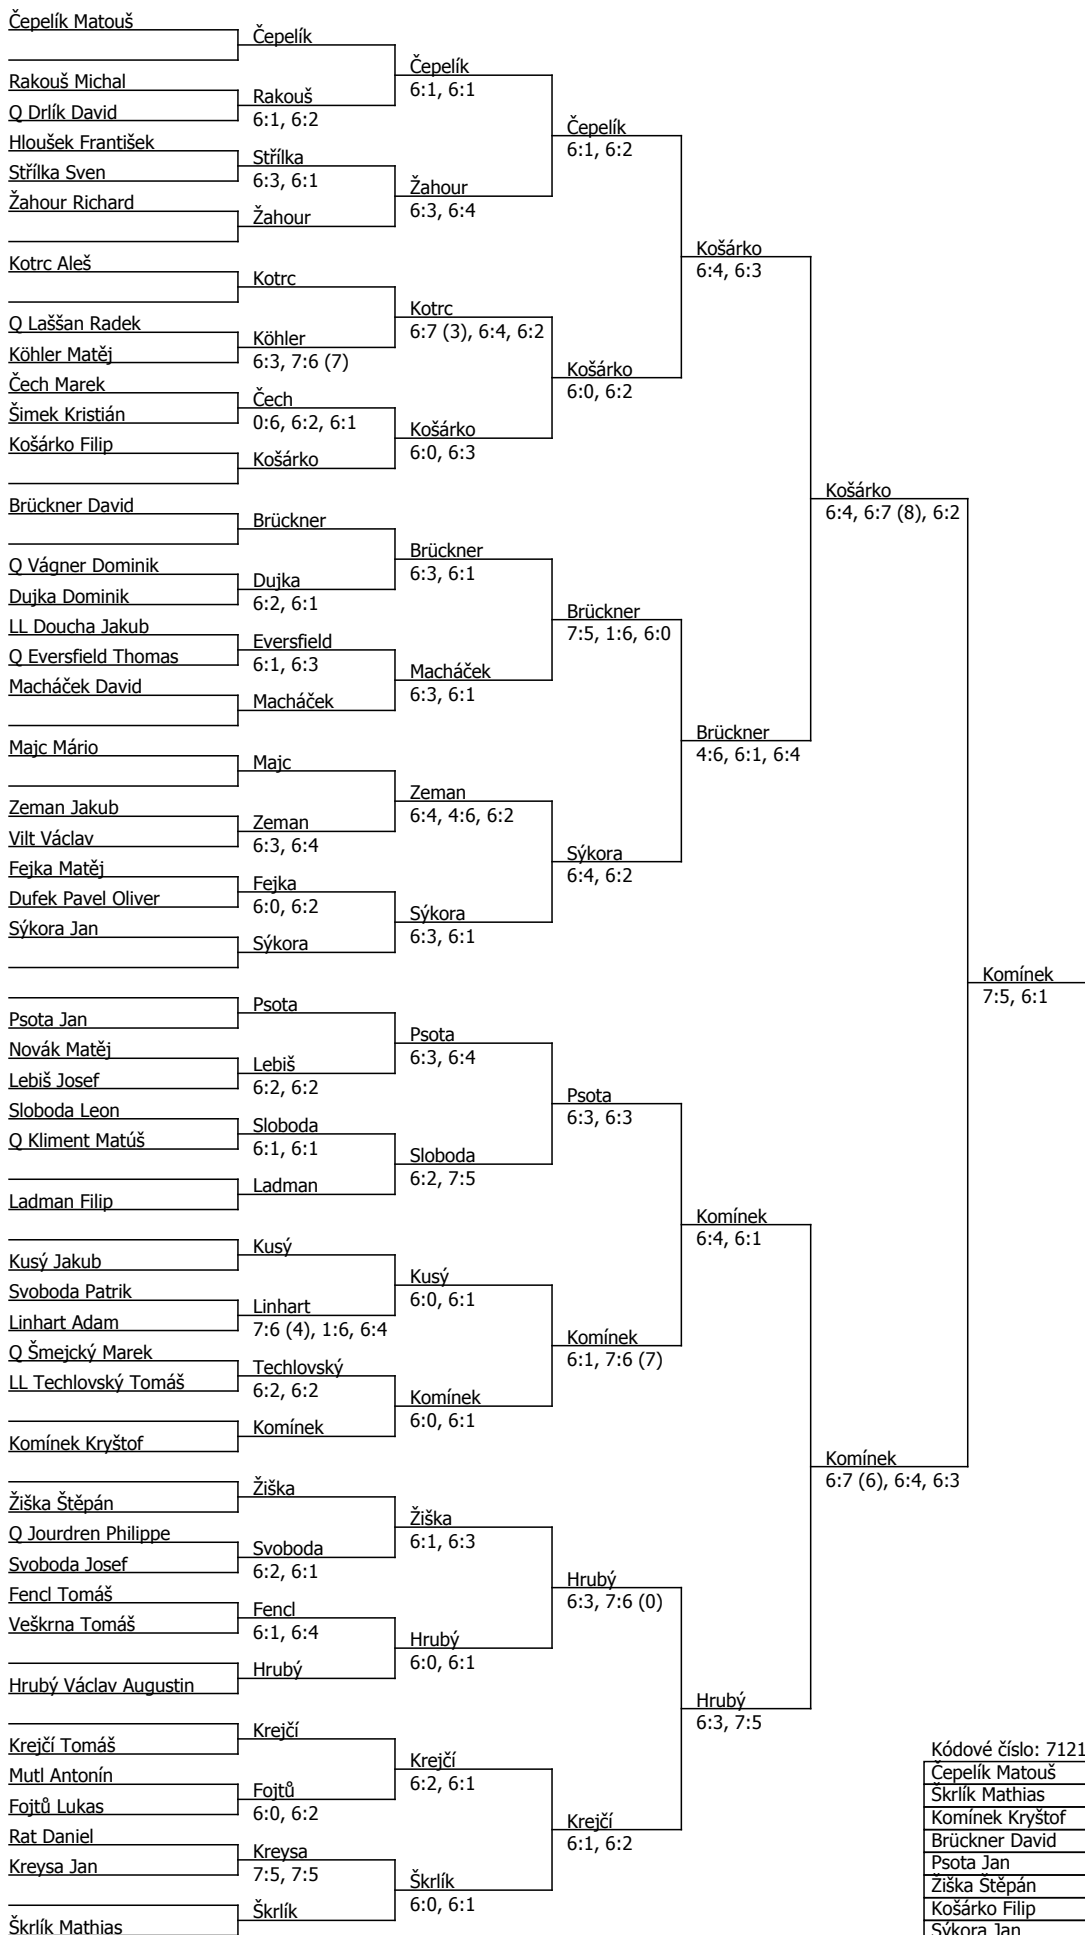 Čepelík Matouš
Čepelík
Čepelík
6:1, 6:1
Rakouš Michal
Rakouš
6:1, 6:2
Q Drlík David
Čepelík
6:1, 6:2
Hloušek František
Střílka
6:3, 6:1
Střílka Sven
Žahour
6:3, 6:4
Žahour Richard
Žahour
Košárko
6:4, 6:3
Kotrc Aleš
Kotrc
Kotrc
6:7 (3), 6:4, 6:2
Q Laššan Radek
Köhler
6:3, 7:6 (7)
Köhler Matěj
Košárko
6:0, 6:2
Čech Marek
Čech
0:6, 6:2, 6:1
Šimek Kristián
Košárko
6:0, 6:3
Košárko Filip
Košárko
Košárko
6:4, 6:7 (8), 6:2
Brückner David
Brückner
Brückner
6:3, 6:1
Q Vágner Dominik
Dujka
6:2, 6:1
Dujka Dominik
Brückner
7:5, 1:6, 6:0
LL Doucha Jakub
Eversfield
6:1, 6:3
Q Eversfield Thomas
Macháček
6:3, 6:1
Macháček David
Macháček
Brückner
4:6, 6:1, 6:4
Majc Mário
Majc
Zeman
6:4, 4:6, 6:2
Zeman Jakub
Zeman
6:3, 6:4
Vilt Václav
Sýkora
6:4, 6:2
Fejka Matěj
Fejka
6:0, 6:2
Dufek Pavel Oliver
Sýkora
6:3, 6:1
Sýkora Jan
Sýkora
Komínek
7:5, 6:1
Psota
Psota Jan
Psota
6:3, 6:4
Novák Matěj
Lebiš
6:2, 6:2
Lebiš Josef
Psota
6:3, 6:3
Sloboda Leon
Sloboda
6:1, 6:1
Q Kliment Matúš
Sloboda
6:2, 7:5
Ladman
Ladman Filip
Komínek
6:4, 6:1
Kusý
Kusý Jakub
Kusý
6:0, 6:1
Svoboda Patrik
Linhart
7:6 (4), 1:6, 6:4
Linhart Adam
Komínek
6:1, 7:6 (7)
Q Šmejcký Marek
Techlovský
6:2, 6:2
LL Techlovský Tomáš
Komínek
6:0, 6:1
Komínek
Komínek Kryštof
Komínek
6:7 (6), 6:4, 6:3
Žiška
Žiška Štěpán
Žiška
6:1, 6:3
Q Jourdren Philippe
Svoboda
6:2, 6:1
Svoboda Josef
Hrubý
6:3, 7:6 (0)
Fencl Tomáš
Fencl
6:1, 6:4
Veškrna Tomáš
Hrubý
6:0, 6:1
Hrubý
Hrubý Václav Augustin
Hrubý
6:3, 7:5
Krejčí
Krejčí Tomáš
Krejčí
6:2, 6:1
Mutl Antonín
Fojtů
6:0, 6:2
Fojtů Lukas
Krejčí
6:1, 6:2
Rat Daniel
Kreysa
7:5, 7:5
Kreysa Jan
Škrlík
6:0, 6:1
Škrlík
Škrlík Mathias
Kódové číslo: 7121
Čepelík Matouš
Škrlík Mathias
Komínek Kryštof
Brückner David
Psota Jan
Žiška Štěpán
Košárko Filip
Sýkora Jan